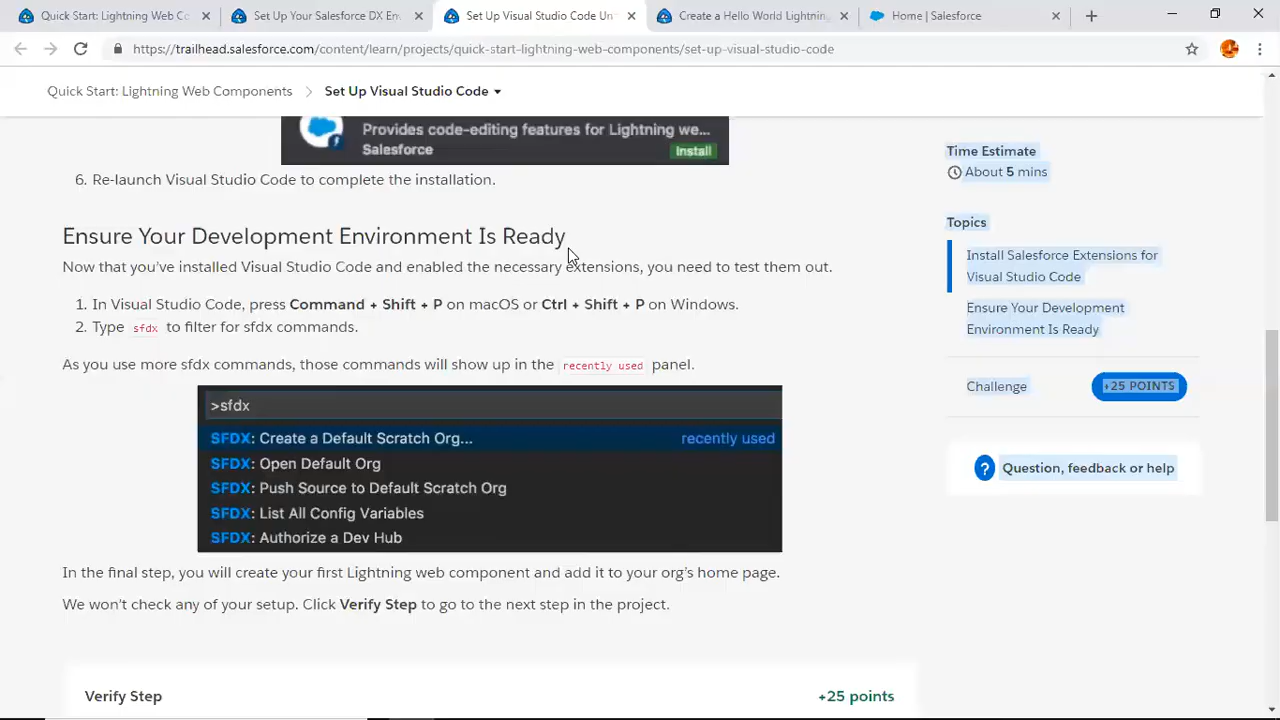 Quick Start: Lightning Web Co
Set Up Your Salesforce DX En
Set Up Visual Studio Code Un
Create a Hello World Lightnin
Home | Salesforce
https://trailhead.salesforce.com/content/learn/projects/quick-start-lightning-web-components/set-up-visual-studio-code
Quick Start: Lightning Web Components > Set Up Visual Studio Code
Provides code-editing features for Lightning we...
Salesforce Install
6. Re-launch Visual Studio Code to complete the installation.
Ensure Your Development Environment Is Ready
Now that you've installed Visual Studio Code and enabled the necessary extensions, you need to test them out.
1. In Visual Studio Code, press Command + Shift + P on macOS or Ctrl + Shift + P on Windows.
2. Type sfdx to filter for sfdx commands.
As you use more sfdx commands, those commands will show up in the recently used panel.
>sfdx
SFDX: Create a Default Scratch Org... recently used
SFDX: Open Default Org
SFDX: Push Source to Default Scratch Org
SFDX: List All Config Variables
SFDX: Authorize a Dev Hub
In the final step, you will create your first Lightning web component and add it to your org's home page.
We won't check any of your setup. Click Verify Step to go to the next step in the project.
Verify Step +25 points
Time Estimate
About 5 mins
Topics
Install Salesforce Extensions for
Visual Studio Code
Ensure Your Development
Environment Is Ready
Challenge +25 POINTS
? Question, feedback or help